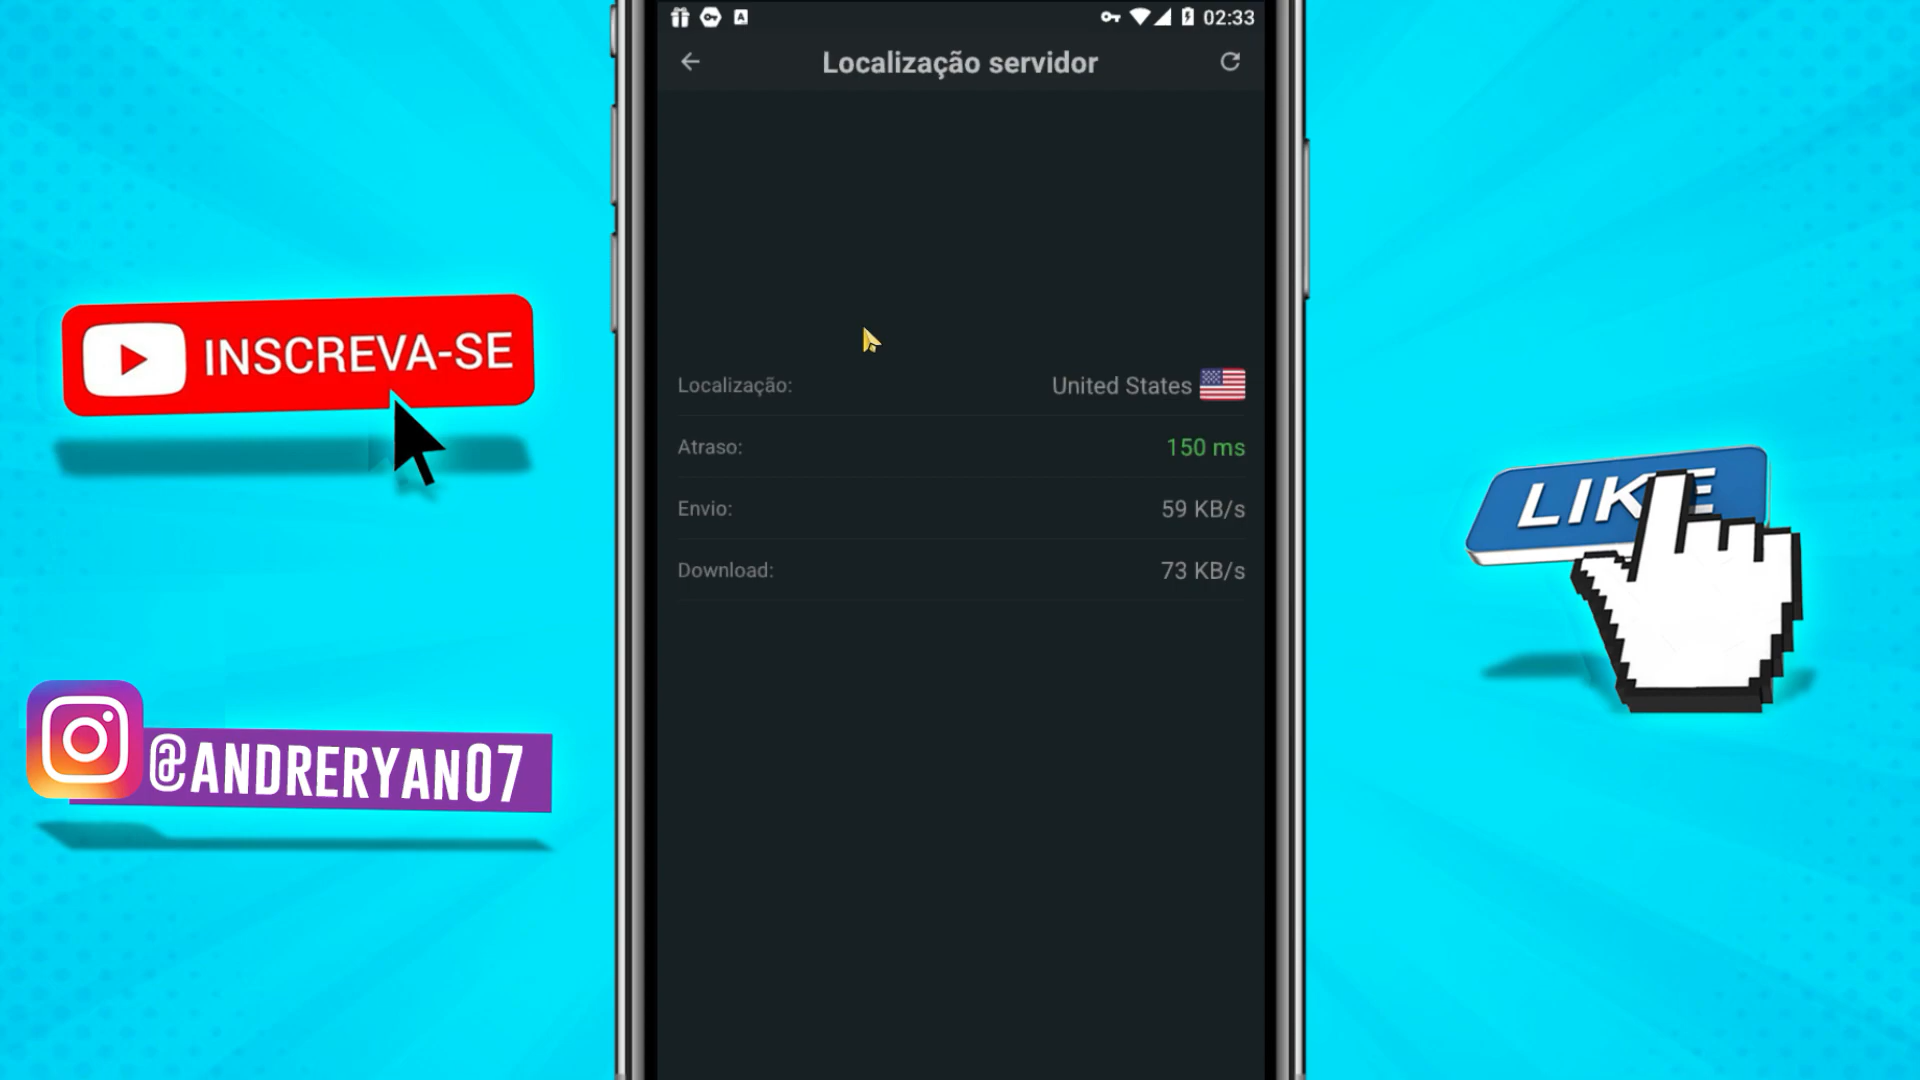 02:33
Localização servidor
INSCREVA-SE
Localização: United States
Atraso: 150 ms
Envio: 59 KB/s
Download: 73 KB/s
LIKE
@ANDRERYAN07